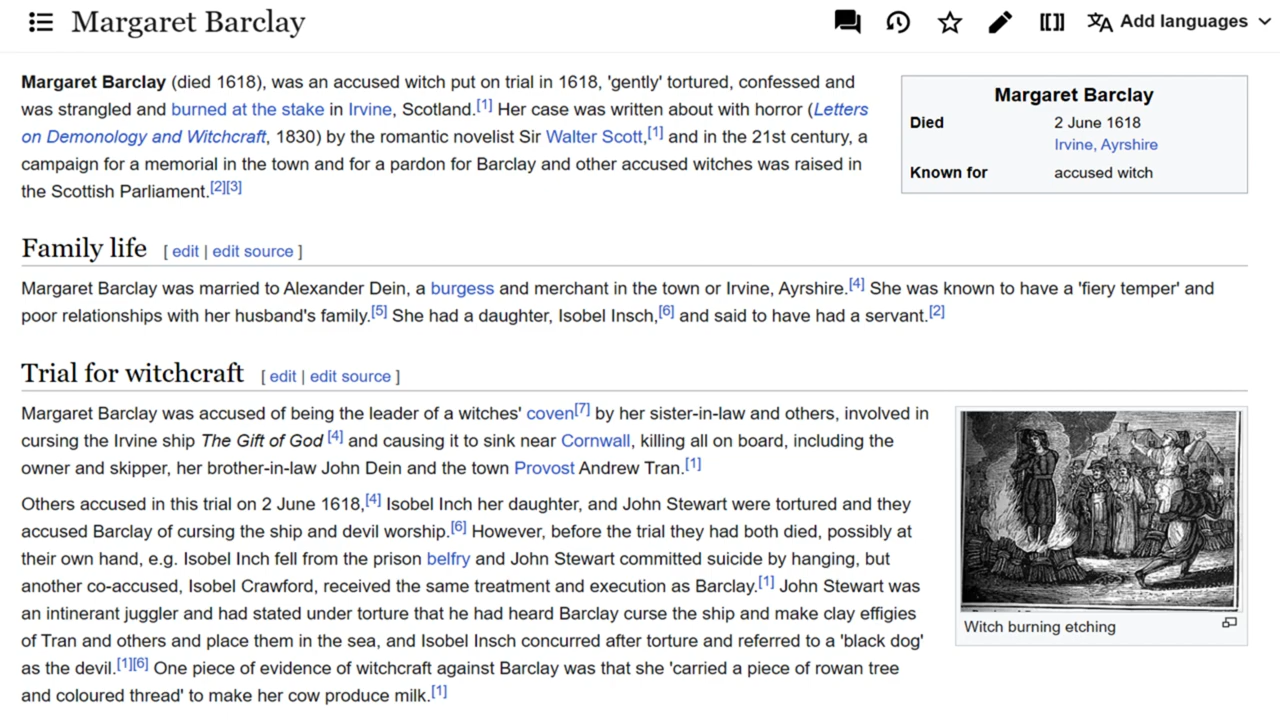 Margaret Barclay
Add languages
Margaret Barclay (died 1618), was an accused witch put on trial in 1618, 'gently' tortured, confessed and
was strangled and burned at the stake in Irvine, Scotland.[1] Her case was written about with horror (Letters
on Demonology and Witchcraft, 1830) by the romantic novelist Sir Walter Scott,[1] and in the 21st century, a
campaign for a memorial in the town and for a pardon for Barclay and other accused witches was raised in
the Scottish Parliament.[2][3]
Margaret Barclay
Died 2 June 1618
Irvine, Ayrshire
Known for accused witch
Family life [ edit | edit source ]
Margaret Barclay was married to Alexander Dein, a burgess and merchant in the town or Irvine, Ayrshire.[4] She was known to have a 'fiery temper' and
poor relationships with her husband's family.[5] She had a daughter, Isobel Insch,[6] and said to have had a servant.[2]
Trial for witchcraft [ edit | edit source ]
Margaret Barclay was accused of being the leader of a witches' coven[7] by her sister-in-law and others, involved in
cursing the Irvine ship The Gift of God [4] and causing it to sink near Cornwall, killing all on board, including the
owner and skipper, her brother-in-law John Dein and the town Provost Andrew Tran.[1]
Others accused in this trial on 2 June 1618,[4] Isobel Inch her daughter, and John Stewart were tortured and they
accused Barclay of cursing the ship and devil worship.[6] However, before the trial they had both died, possibly at
their own hand, e.g. Isobel Inch fell from the prison belfry and John Stewart committed suicide by hanging, but
another co-accused, Isobel Crawford, received the same treatment and execution as Barclay.[1] John Stewart was
an intinerant juggler and had stated under torture that he had heard Barclay curse the ship and make clay effigies
of Tran and others and place them in the sea, and Isobel Insch concurred after torture and referred to a 'black dog'
as the devil.[1][6] One piece of evidence of witchcraft against Barclay was that she 'carried a piece of rowan tree
and coloured thread' to make her cow produce milk.[1]
Witch burning etching